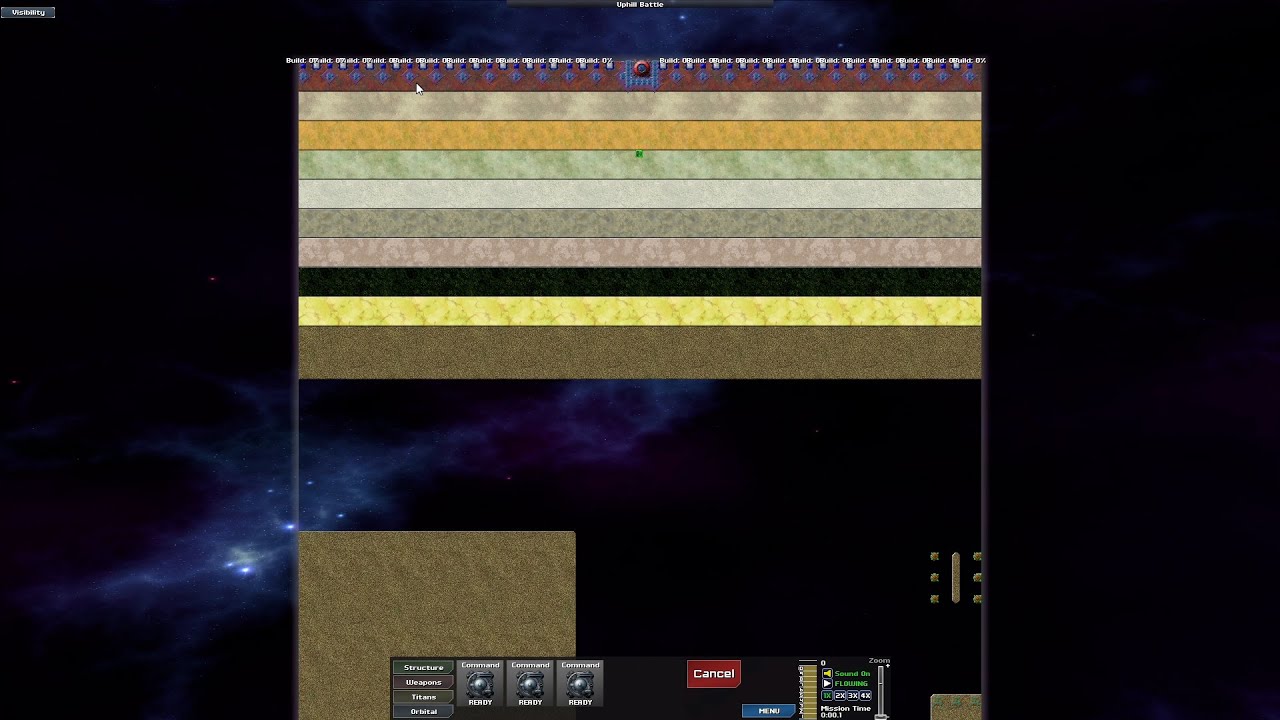 Uphill Battle
Visibility
Build: 0%
Structure
Weapons
Titans
Orbital
Command Command Command
READY READY READY
Cancel
MENU
0
Zoom
Sound On
FLOWING
1X 2X 3X 4X
Mission Time
0:00.1